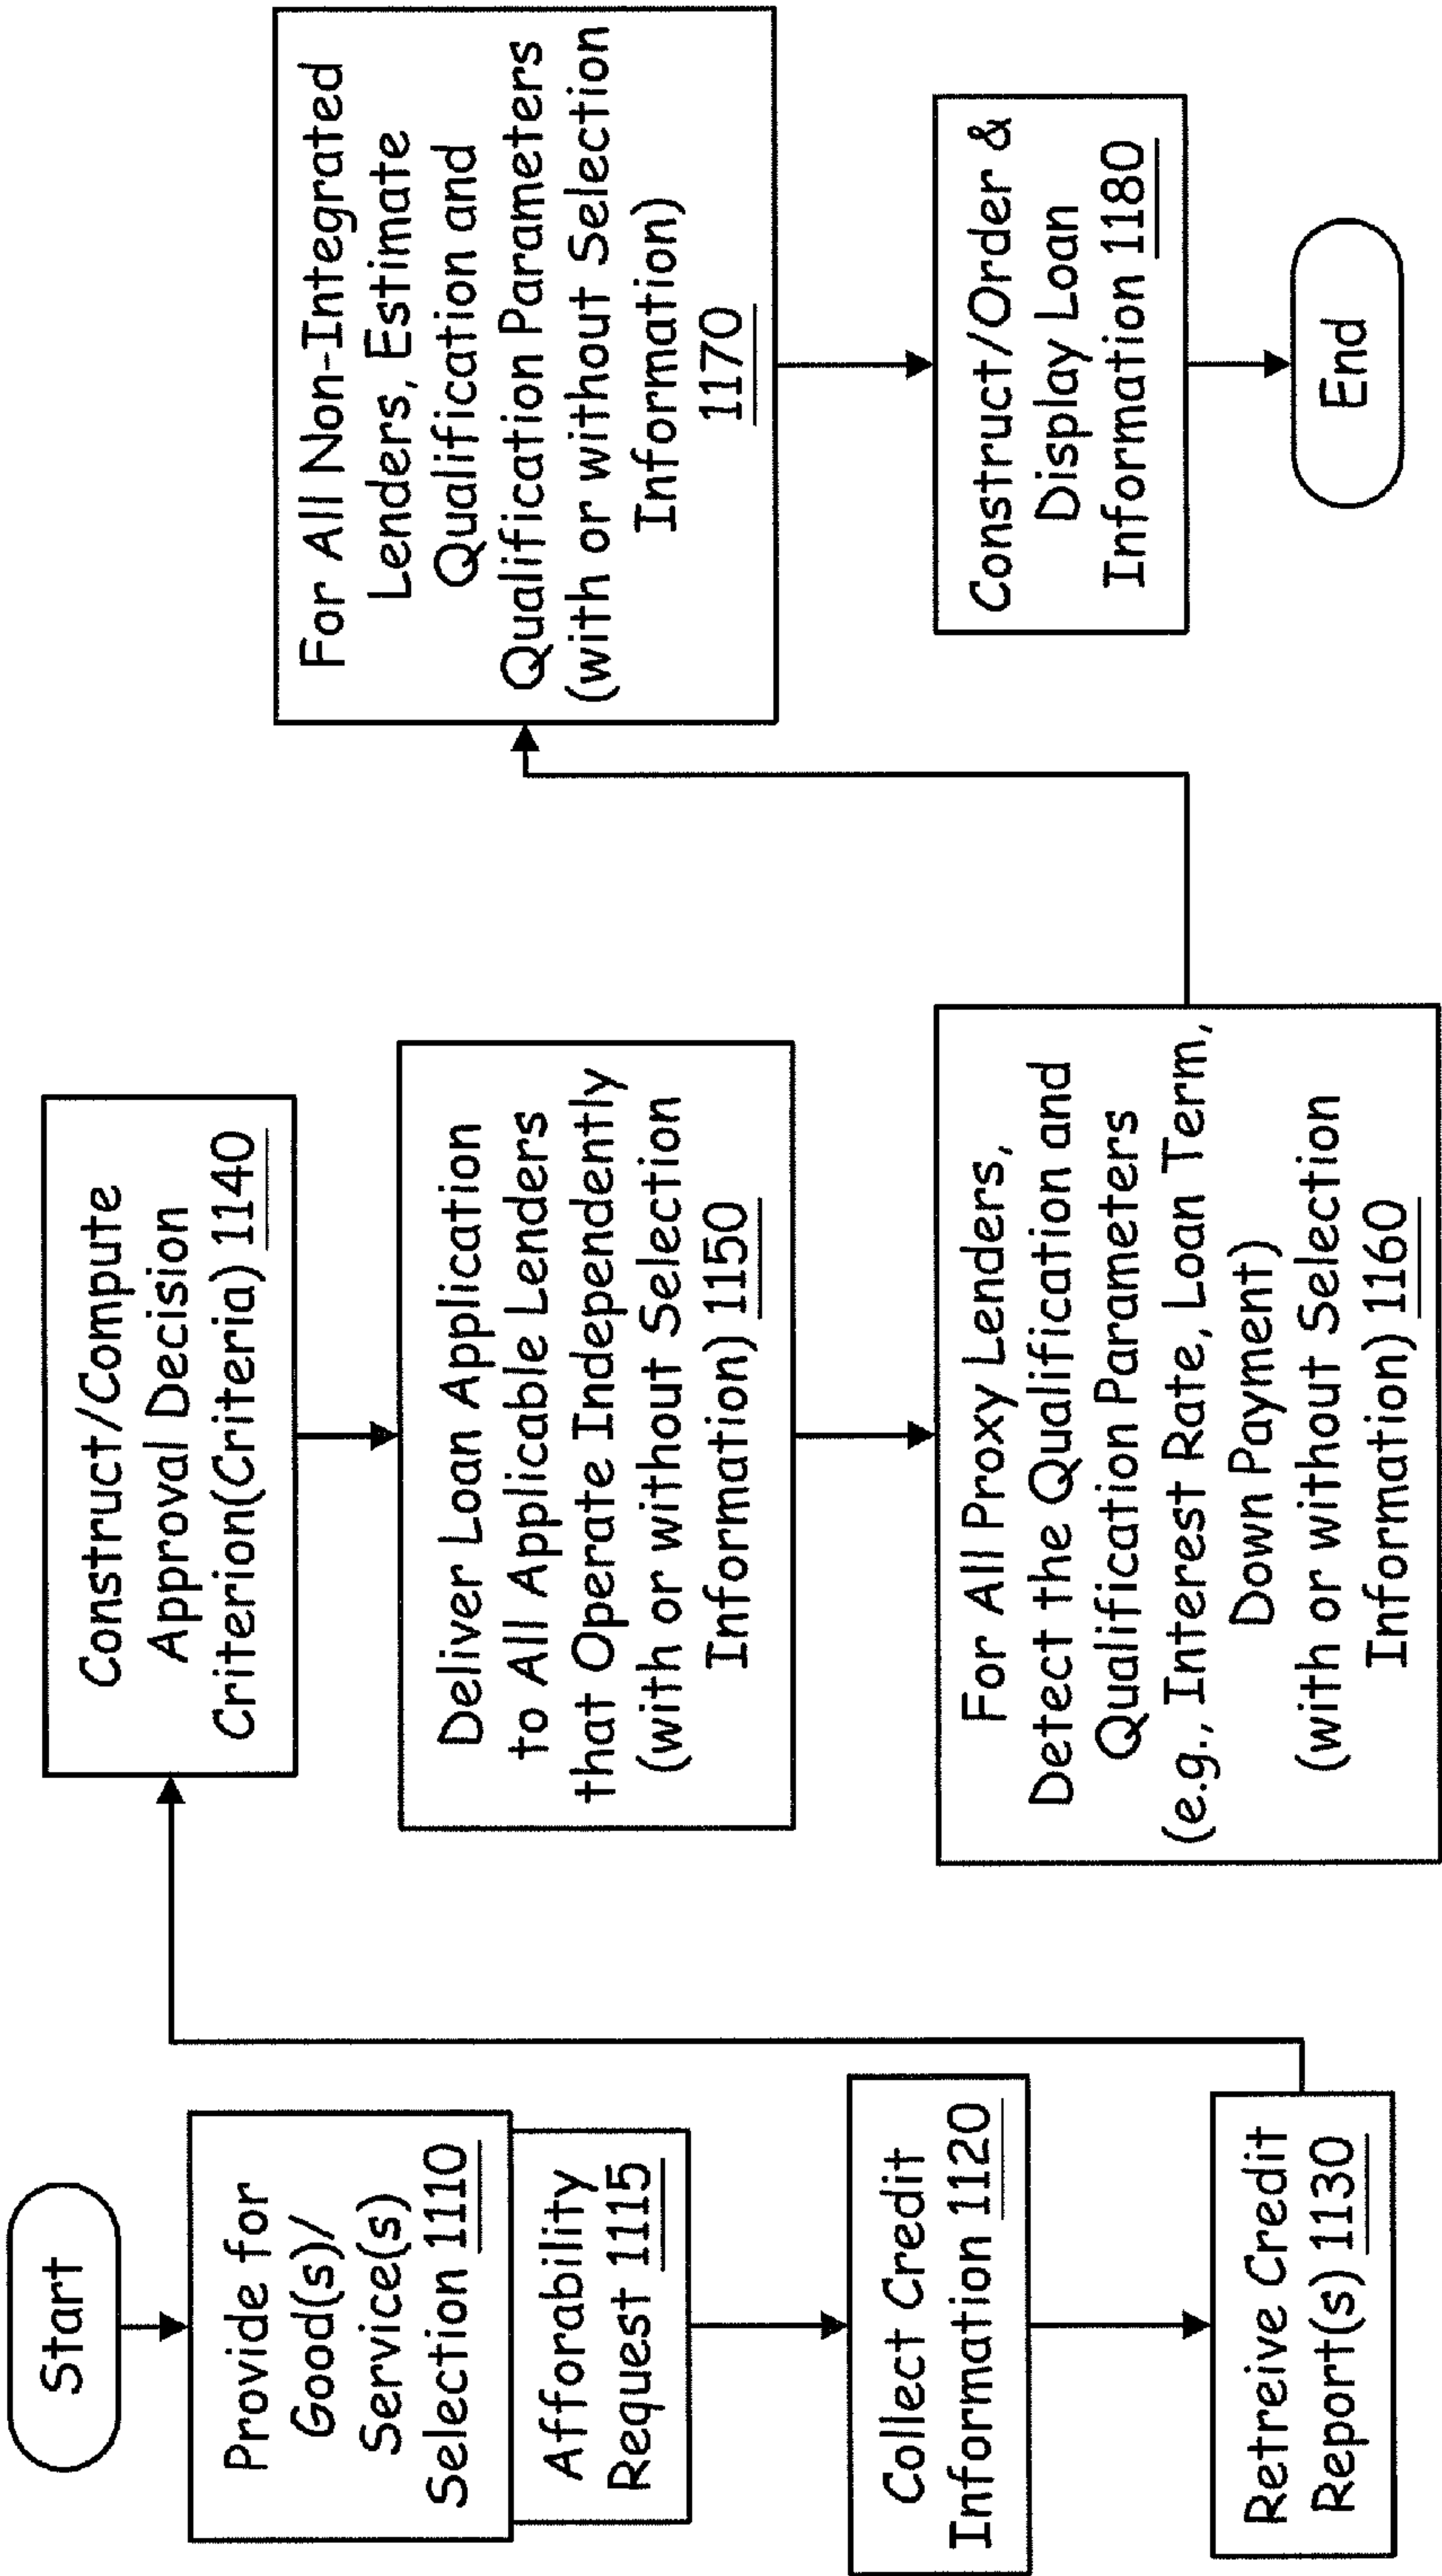 Start
Provide for
Good(s)/
Service(s)
Selection 1110
Afforability
Request 1115
Collect Credit
Information 1120
Retreive Credit
Report(s) 1130
Construct/Compute
Approval Decision
Criterion(Criteria) 1140
Deliver Loan Application
to All Applicable Lenders
that Operate Independently
(with or without Selection
Information) 1150
For All Proxy Lenders,
Detect the Qualification and
Qualification Parameters
(e.g., Interest Rate, Loan Term,
Down Payment)
(with or without Selection
Information) 1160
For All Non-Integrated
Lenders, Estimate
Qualification and
Qualification Parameters
(with or without Selection
Information)
1170
Construct/Order &
Display Loan
Information 1180
End